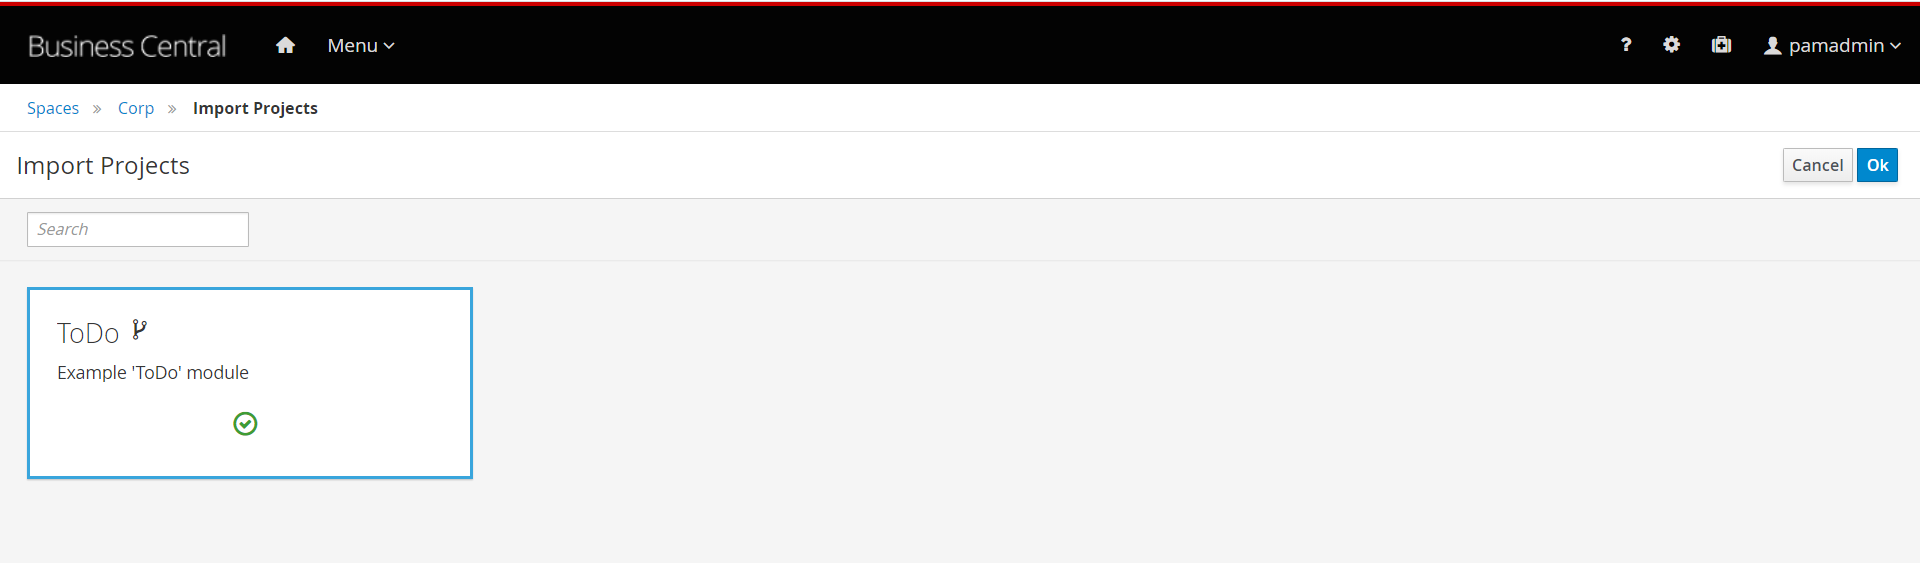 Business Central Menu ? pamadmin
Spaces » Corp » Import Projects
Import Projects Cancel Ok
Search
ToDo
Example 'ToDo' module